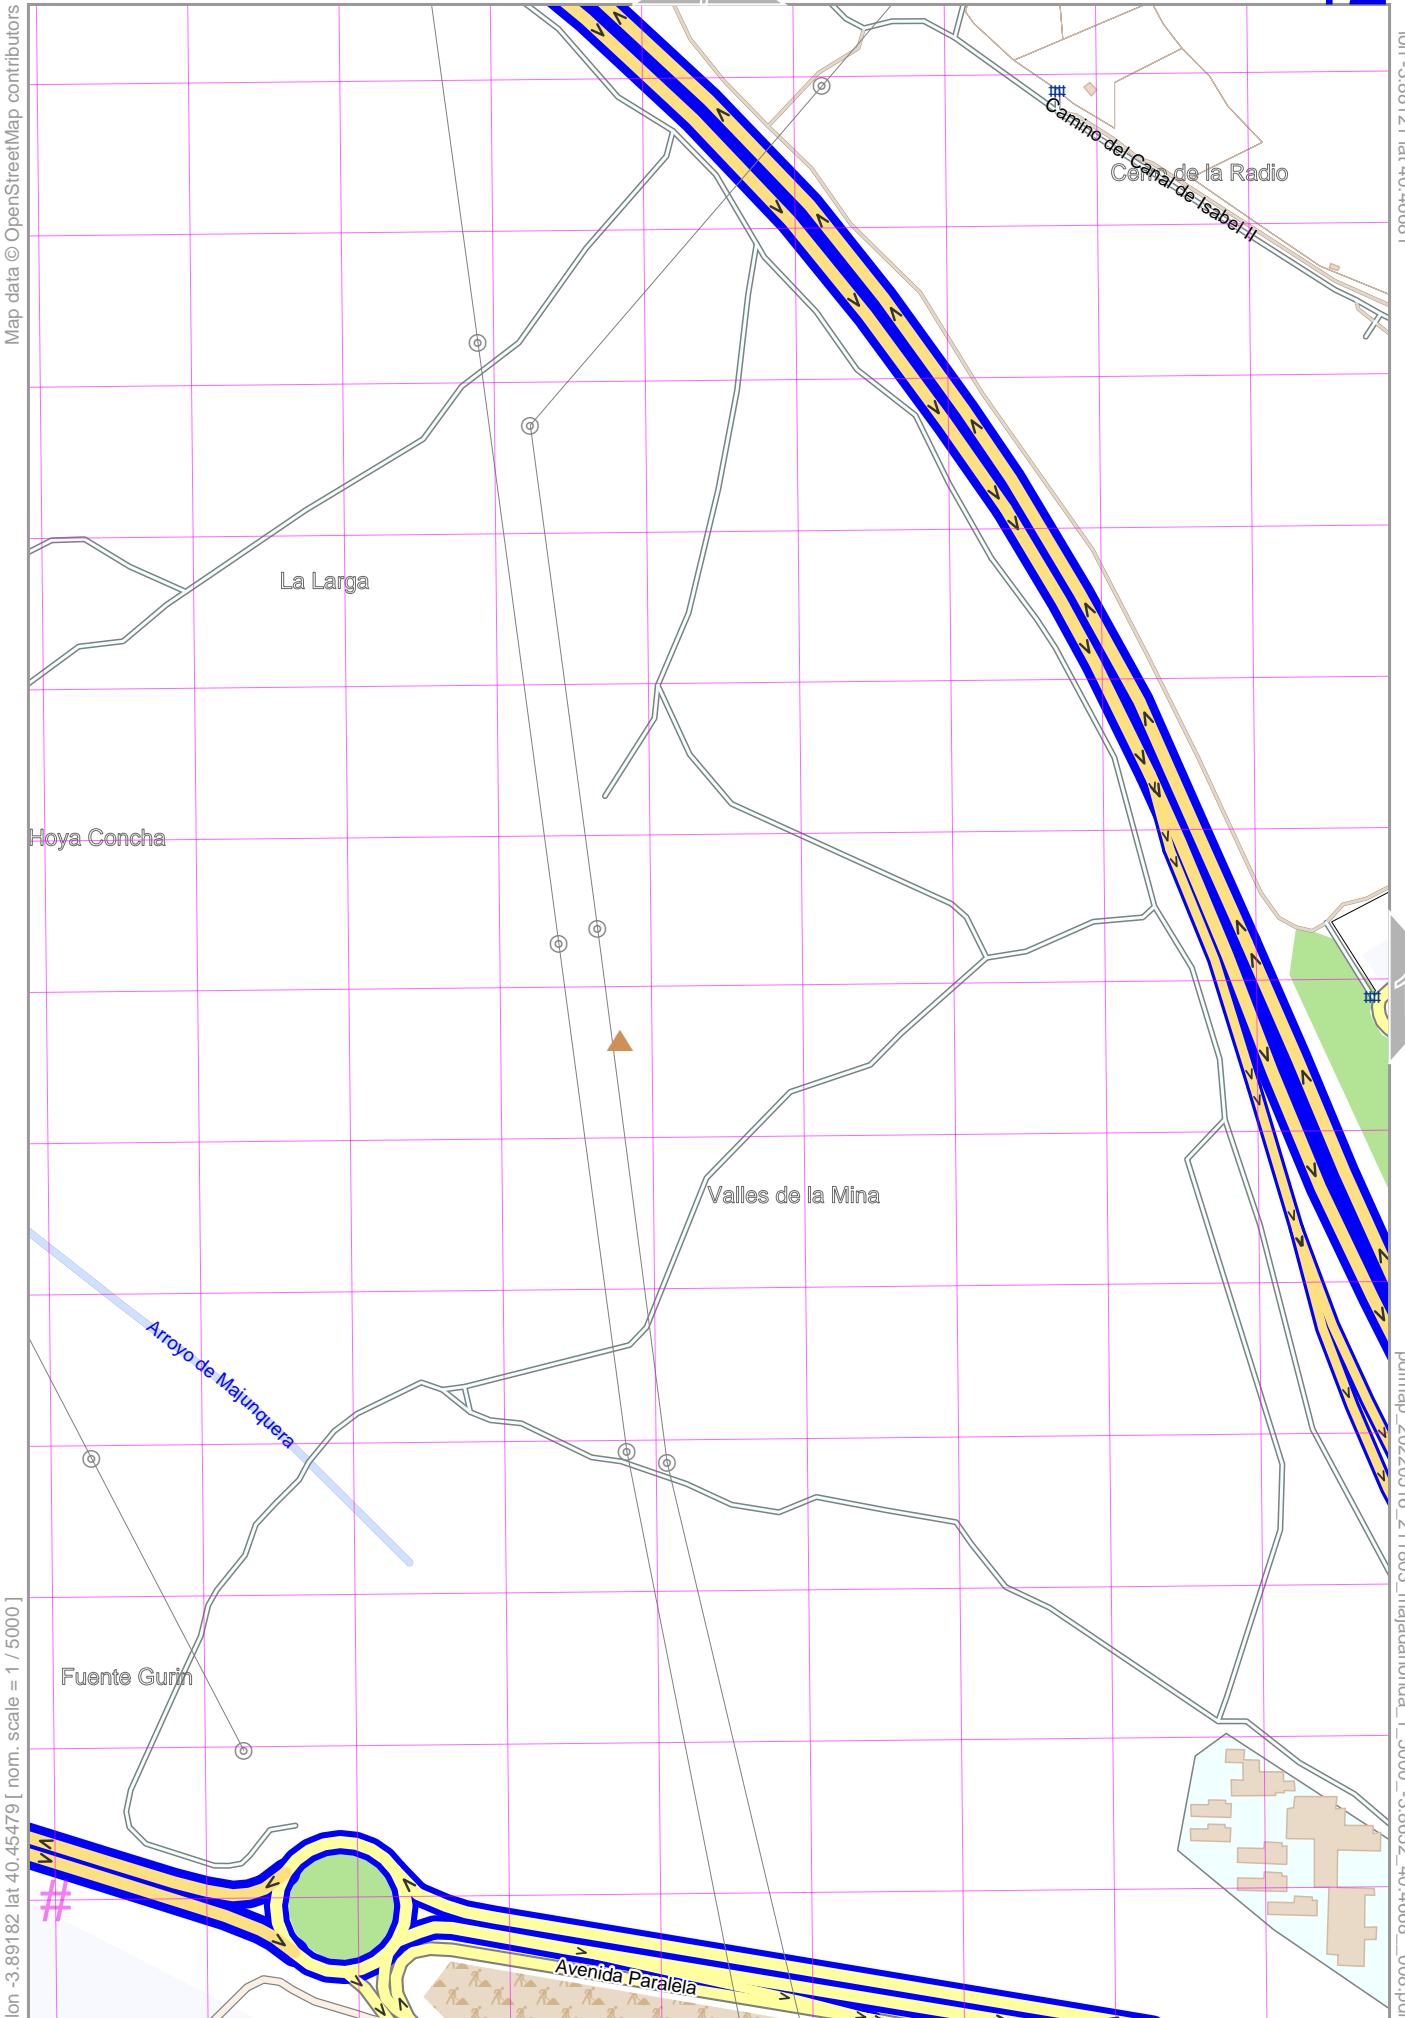 Map data © OpenStreetMap contributors
Camino del Canal de Isabel II
Cerro de la Radio
La Larga
Hoya Concha
Valles de la Mina
Arroyo de Majunquera
Fuente Gurin
Avenida Paralela
#
lon -3.89182 lat 40.45479 [ nom. scale = 1 / 5000 ]